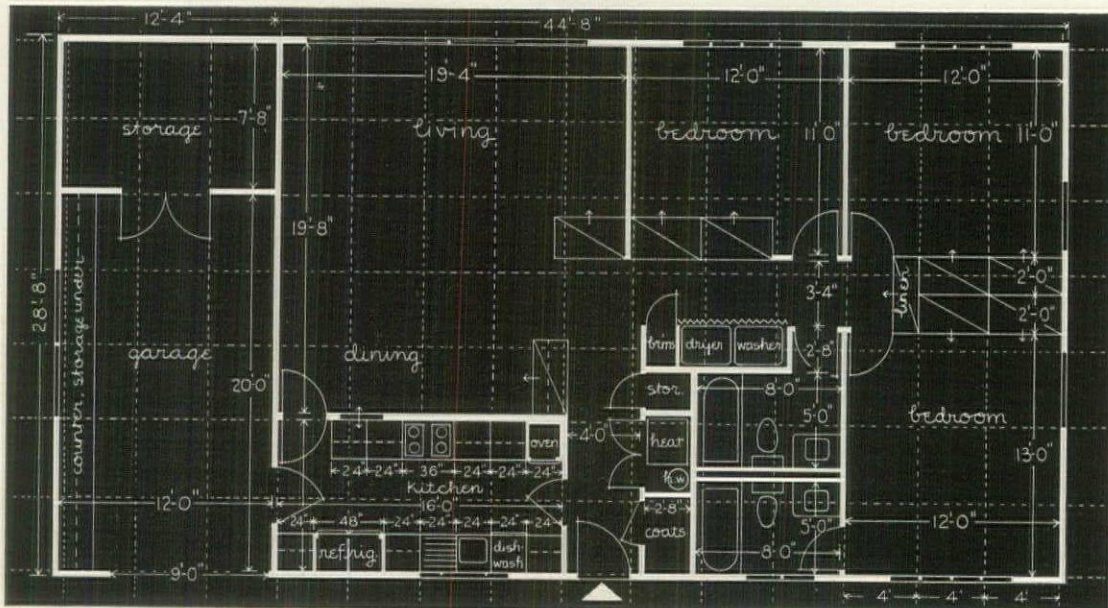 12'-4"
44'-8"
19'-4"
12'-0"
12'-0"
storage
7'-8"
living
bedroom
11'0"
bedroom
11'-0"
19'-8"
28'-8"
counter, storage under
garage
20'-0"
dining
3'-4"
linen
2'-0"
2'-0"
brm
dryer
washer
2'-8"
stor.
8'-0"
5'-0"
bedroom
13'-0"
oven
4'-0"
heat
h.w
24" 24" 36" 24" 24" 24"
kitchen
16'-0"
12'-0"
2'-8"
coats
24" 48" 24" 24" 24" 24"
refrig.
dish-
wash
5'-0"
8'-0"
12'-0"
9'-0"
4' 4' 4'